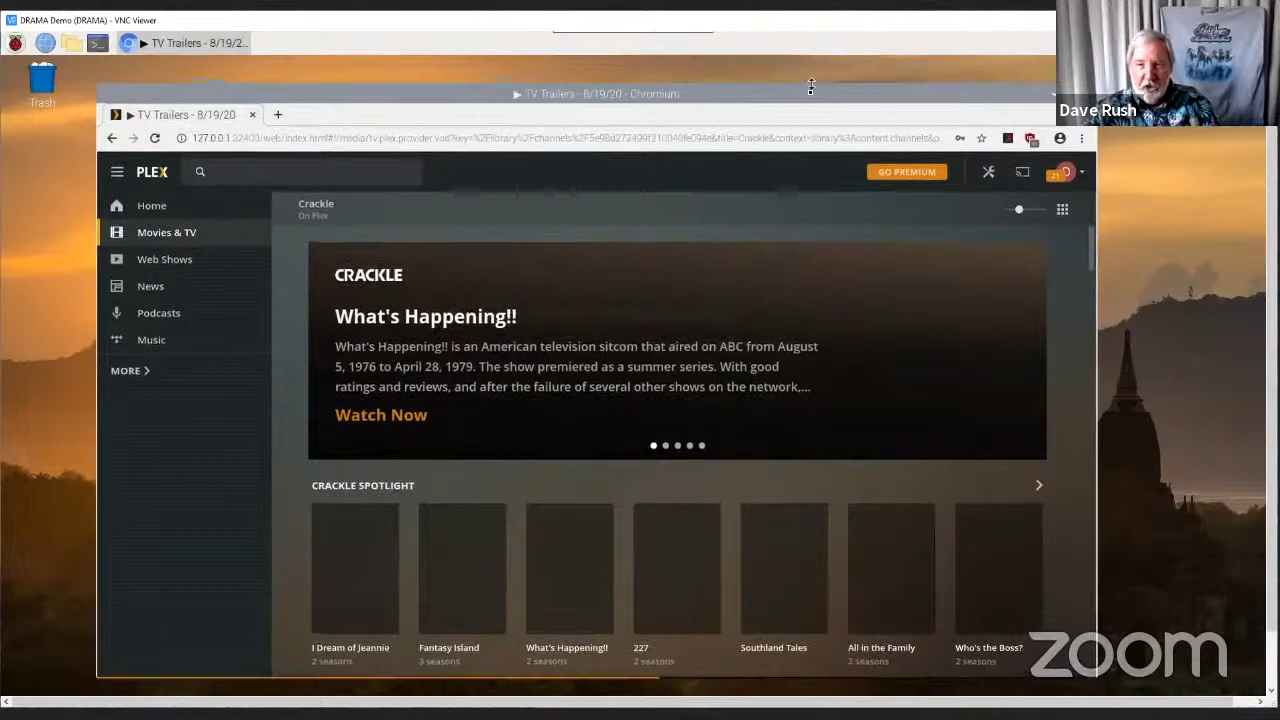 DRAMA Demo (DRAMA) - VNC Viewer
▶ TV Trailers - 8/19/2...
Trash
Dave Rush
▶ TV Trailers - 8/19/20 - Chromium
▶ TV Trailers - 8/19/20
PLEX
GO PREMIUM
21
Home
Movies & TV
Web Shows
News
Podcasts
Music
MORE
Crackle
On Plex
CRACKLE
What's Happening!!
What's Happening!! is an American television sitcom that aired on ABC from August
5, 1976 to April 28, 1979. The show premiered as a summer series. With good
ratings and reviews, and after the failure of several other shows on the network,...
Watch Now
CRACKLE SPOTLIGHT
I Dream of Jeannie
2 seasons
Fantasy Island
3 seasons
What's Happening!!
2 seasons
227
2 seasons
Southland Tales
All in the Family
2 seasons
Who's the Boss?
2 seasons
zoom